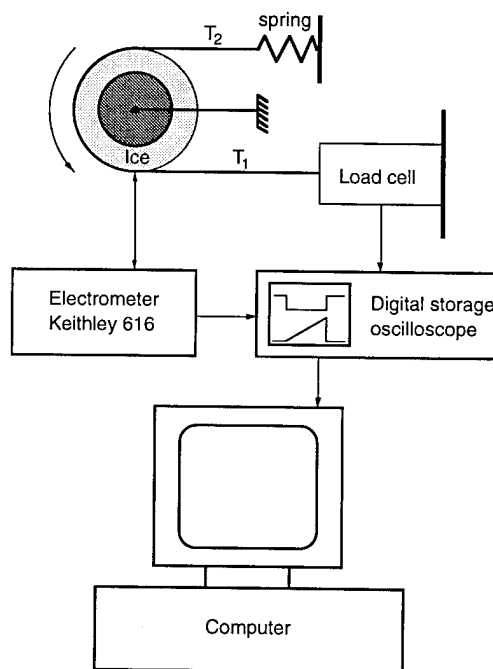 spring
T2
Ice
T1
Load cell
Electrometer
Keithley 616
Digital storage
oscilloscope
Computer